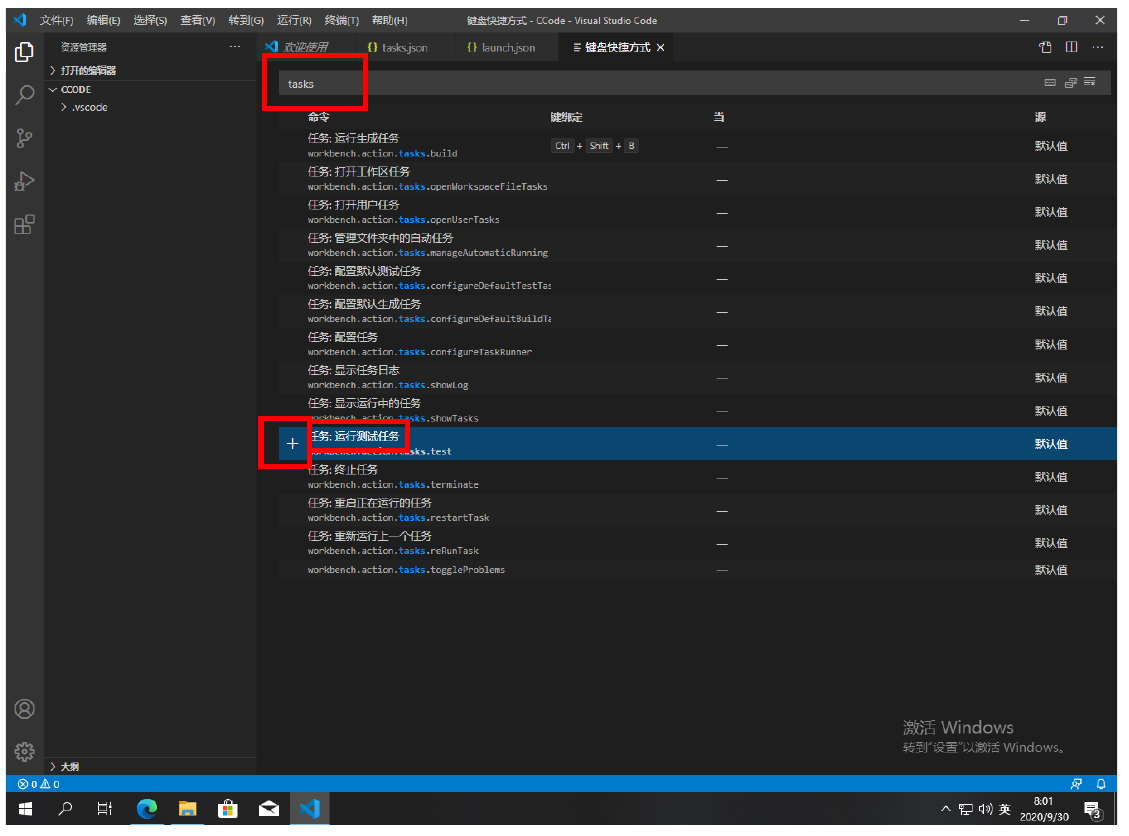 文件(F) 编辑(E) 选择(S) 查看(V) 转到(G) 运行(R) 终端(T) 帮助(H) 键盘快捷方式 - CCode - Visual Studio Code
资源管理器 ··· 欢迎使用 {} tasks.json {} launch.json 键盘快捷方式 ×
> 打开的编辑器
CCODE
> .vscode
tasks
命令 键绑定 当 源
任务: 运行生成任务
workbench.action.tasks.build Ctrl + Shift + B — 默认值
任务: 打开工作区任务
workbench.action.tasks.openWorkspaceFileTasks — 默认值
任务: 打开用户任务
workbench.action.tasks.openUserTasks — 默认值
任务: 管理文件夹中的自动任务
workbench.action.tasks.manageAutomaticRunning — 默认值
任务: 配置默认测试任务
workbench.action.tasks.configureDefaultTestTas — 默认值
任务: 配置默认生成任务
workbench.action.tasks.configureDefaultBuildTa — 默认值
任务: 配置任务
workbench.action.tasks.configureTaskRunner — 默认值
任务: 显示任务日志
workbench.action.tasks.showLog — 默认值
任务: 显示运行中的任务
workbench.action.tasks.showTasks — 默认值
任务: 运行测试任务
workbench.action.tasks.test — 默认值
任务: 终止任务
workbench.action.tasks.terminate — 默认值
任务: 重启正在运行的任务
workbench.action.tasks.restartTask — 默认值
任务: 重新运行上一个任务
workbench.action.tasks.reRunTask — 默认值
workbench.action.tasks.toggleProblems — 默认值
激活 Windows
转到"设置"以激活 Windows。
> 大纲
0 0
英 8:01
2020/9/30 3